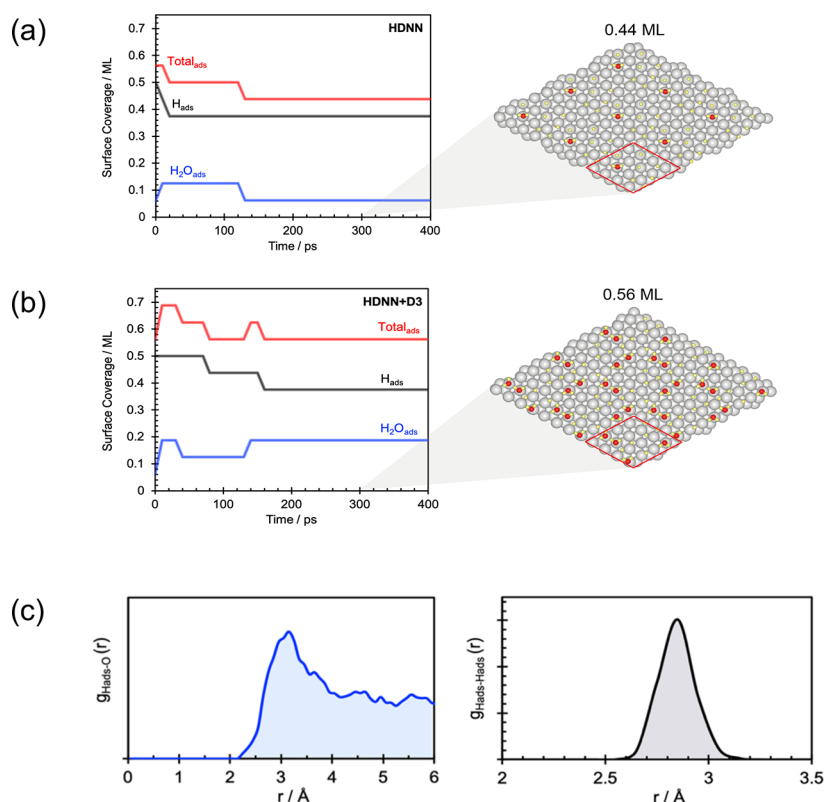 (a)
HDNN
0.44 ML
Surface Coverage / ML
0.7
0.6
0.5
0.4
0.3
0.2
0.1
0
Total_ads
H_ads
H₂O_ads
0 100 200 300 400
Time / ps
(b)
HDNN+D3
0.56 ML
Surface Coverage / ML
0.7
0.6
0.5
0.4
0.3
0.2
0.1
0
Total_ads
H_ads
H₂O_ads
0 100 200 300 400
Time / ps
(c)
g_Hads-O (r)
0 1 2 3 4 5 6
r / Å
g_Hads-Hads (r)
2 2.5 3 3.5
r / Å